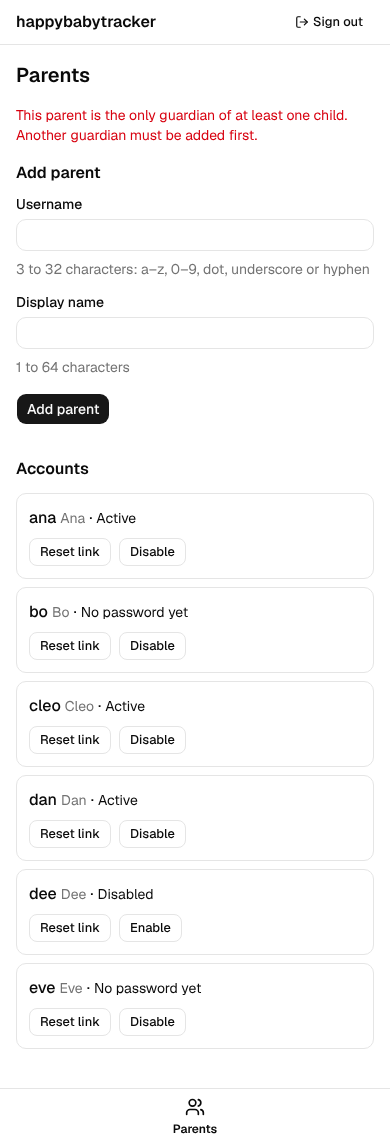 happybabytracker
Sign out
Parents
This parent is the only guardian of at least one child.
Another guardian must be added first.
Add parent
Username
3 to 32 characters: a–z, 0–9, dot, underscore or hyphen
Display name
1 to 64 characters
Add parent
Accounts
ana Ana · Active
Reset link Disable
bo Bo · No password yet
Reset link Disable
cleo Cleo · Active
Reset link Disable
dan Dan · Active
Reset link Disable
dee Dee · Disabled
Reset link Enable
eve Eve · No password yet
Reset link Disable
Parents